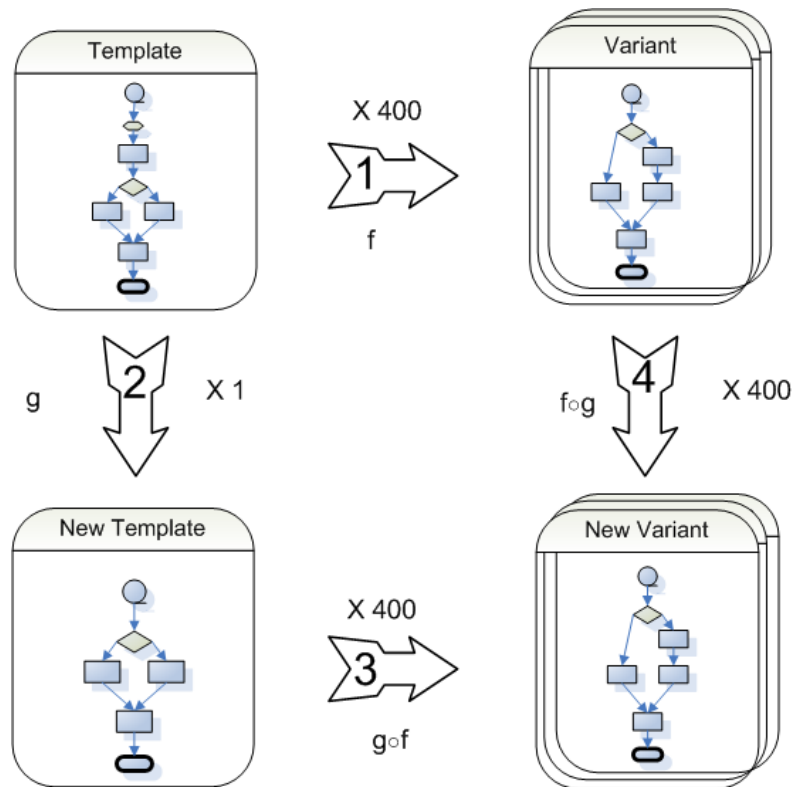 Template
Variant
X 400
1
f
2
g
X 1
4
f∘g
X 400
New Template
New Variant
X 400
3
g∘f